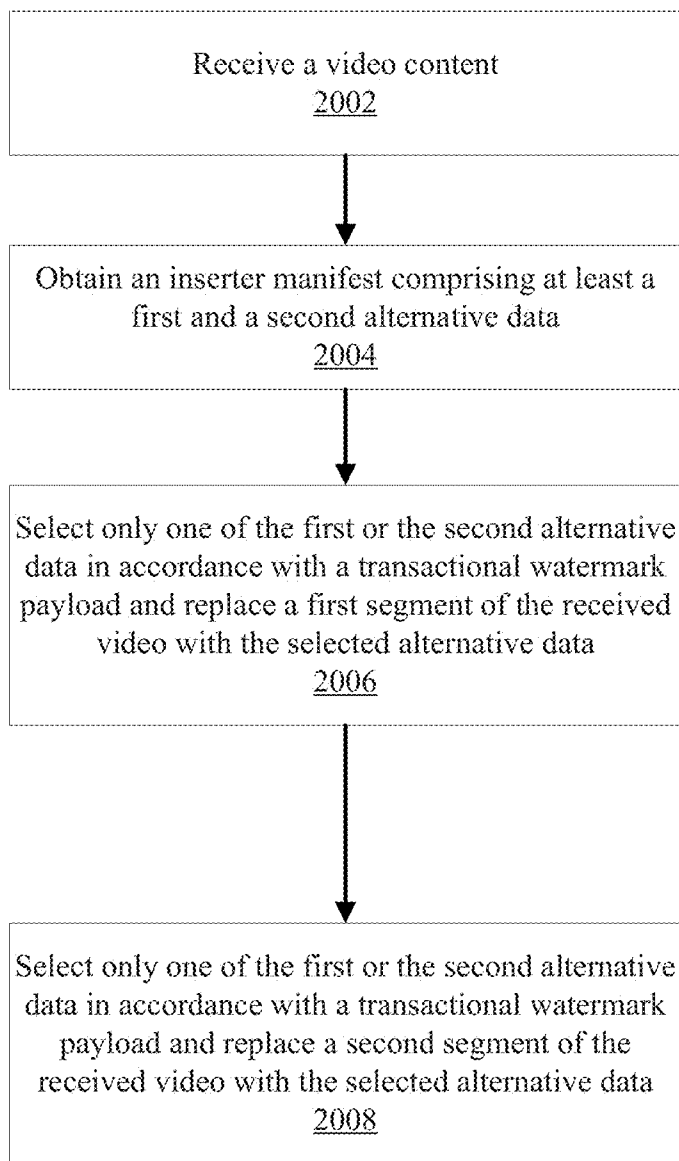 Receive a video content
2002
Obtain an inserter manifest comprising at least a
first and a second alternative data
2004
Select only one of the first or the second alternative
data in accordance with a transactional watermark
payload and replace a first segment of the received
video with the selected alternative data
2006
Select only one of the first or the second alternative
data in accordance with a transactional watermark
payload and replace a second segment of the
received video with the selected alternative data
2008